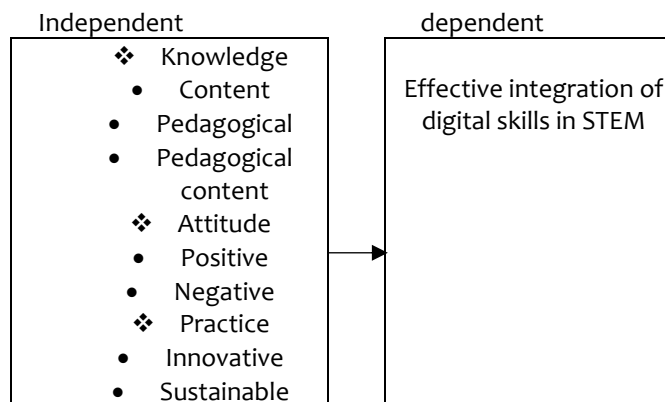 Independent
❖ Knowledge
• Content
• Pedagogical
• Pedagogical
content
❖ Attitude
• Positive
• Negative
❖ Practice
• Innovative
• Sustainable
dependent
Effective integration of
digital skills in STEM